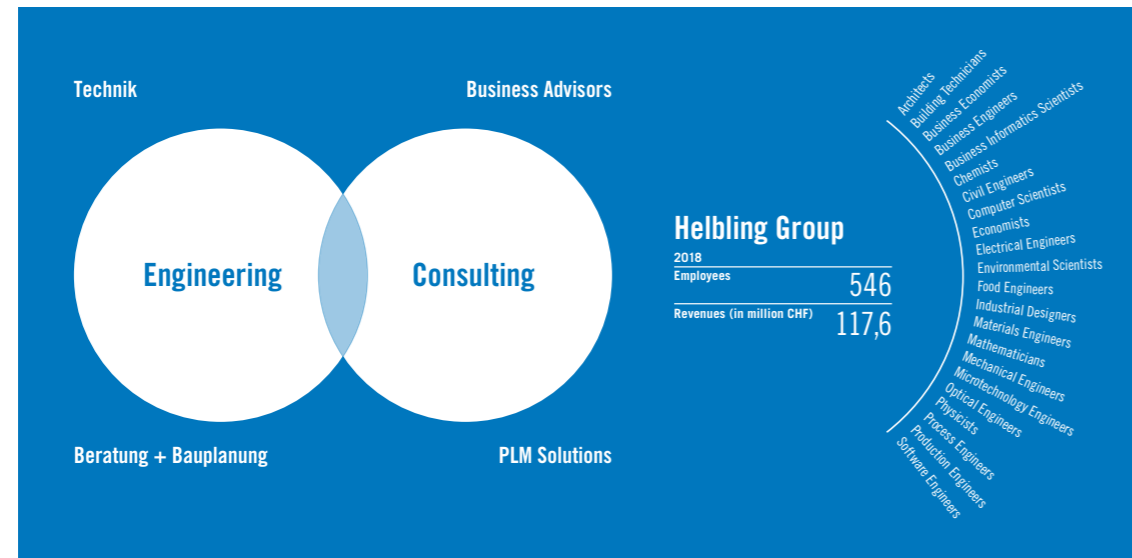 Technik
Business Advisors
Engineering
Consulting
Beratung + Bauplanung
PLM Solutions
Helbling Group
2018
Employees 546
Revenues (in million CHF) 117,6
Architects
Building Technicians
Business Economists
Business Engineers
Business Informatics Scientists
Chemists
Civil Engineers
Computer Scientists
Economists
Electrical Engineers
Environmental Scientists
Food Engineers
Industrial Designers
Materials Engineers
Mathematicians
Mechanical Engineers
Microtechnology Engineers
Optical Engineers
Physicists
Process Engineers
Production Engineers
Software Engineers